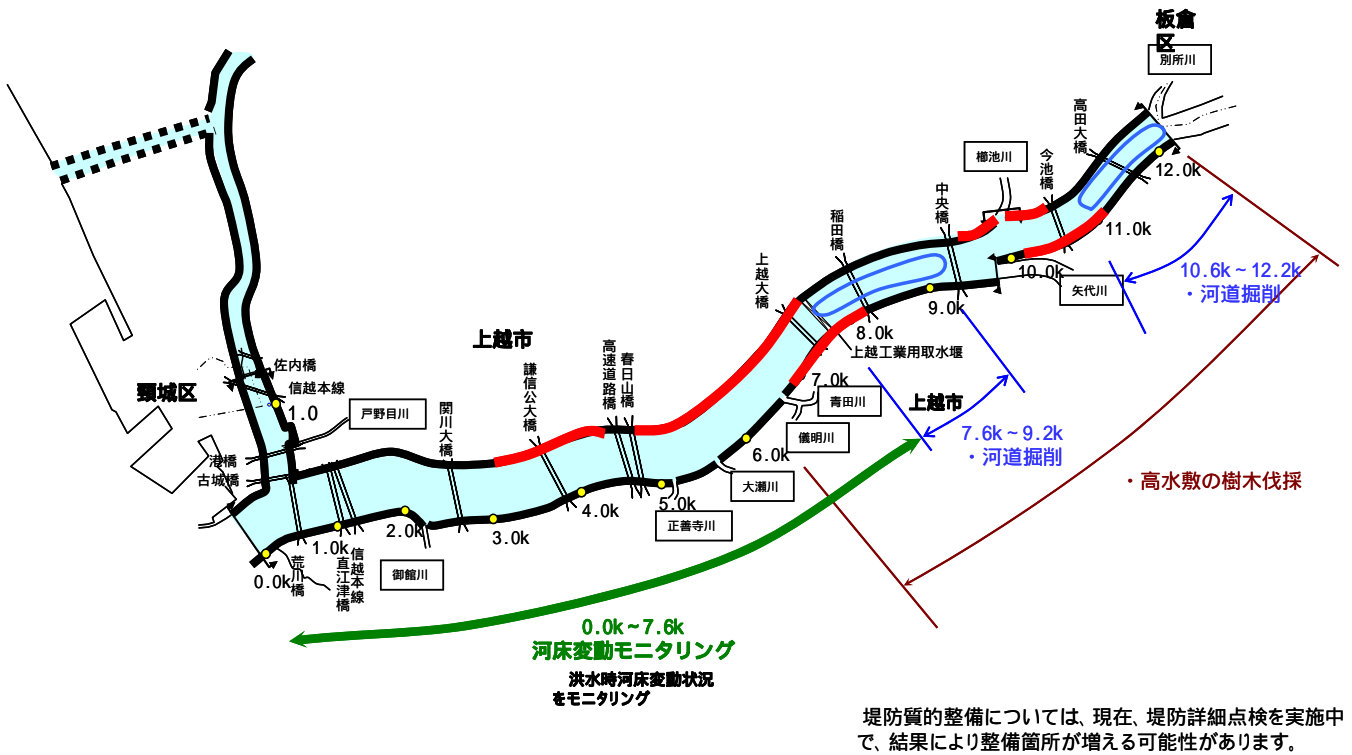 板倉
区
別所川
高田大橋
12.0k
櫛池川
今池橋
11.0k
中央橋
10.0k
10.6k~12.2k
・河道掘削
矢代川
稲田橋
9.0k
上越大橋
8.0k
上越工業用取水堰
7.0k
青田川
上越市
7.6k~9.2k
・河道掘削
儀明川
6.0k
大瀬川
・高水敷の樹木伐採
上越市
高速道路橋
春日山橋
謙信公大橋
5.0k
正善寺川
4.0k
関川大橋
3.0k
佐内橋
信越本線
頸城区
1.0
戸野目川
港橋
古城橋
2.0k
御館川
1.0k
信越本線
直江津橋
荒川橋
0.0k
0.0k~7.6k
河床変動モニタリング
洪水時河床変動状況
をモニタリング
堤防質的整備については、現在、堤防詳細点検を実施中
で、結果により整備箇所が増える可能性があります。